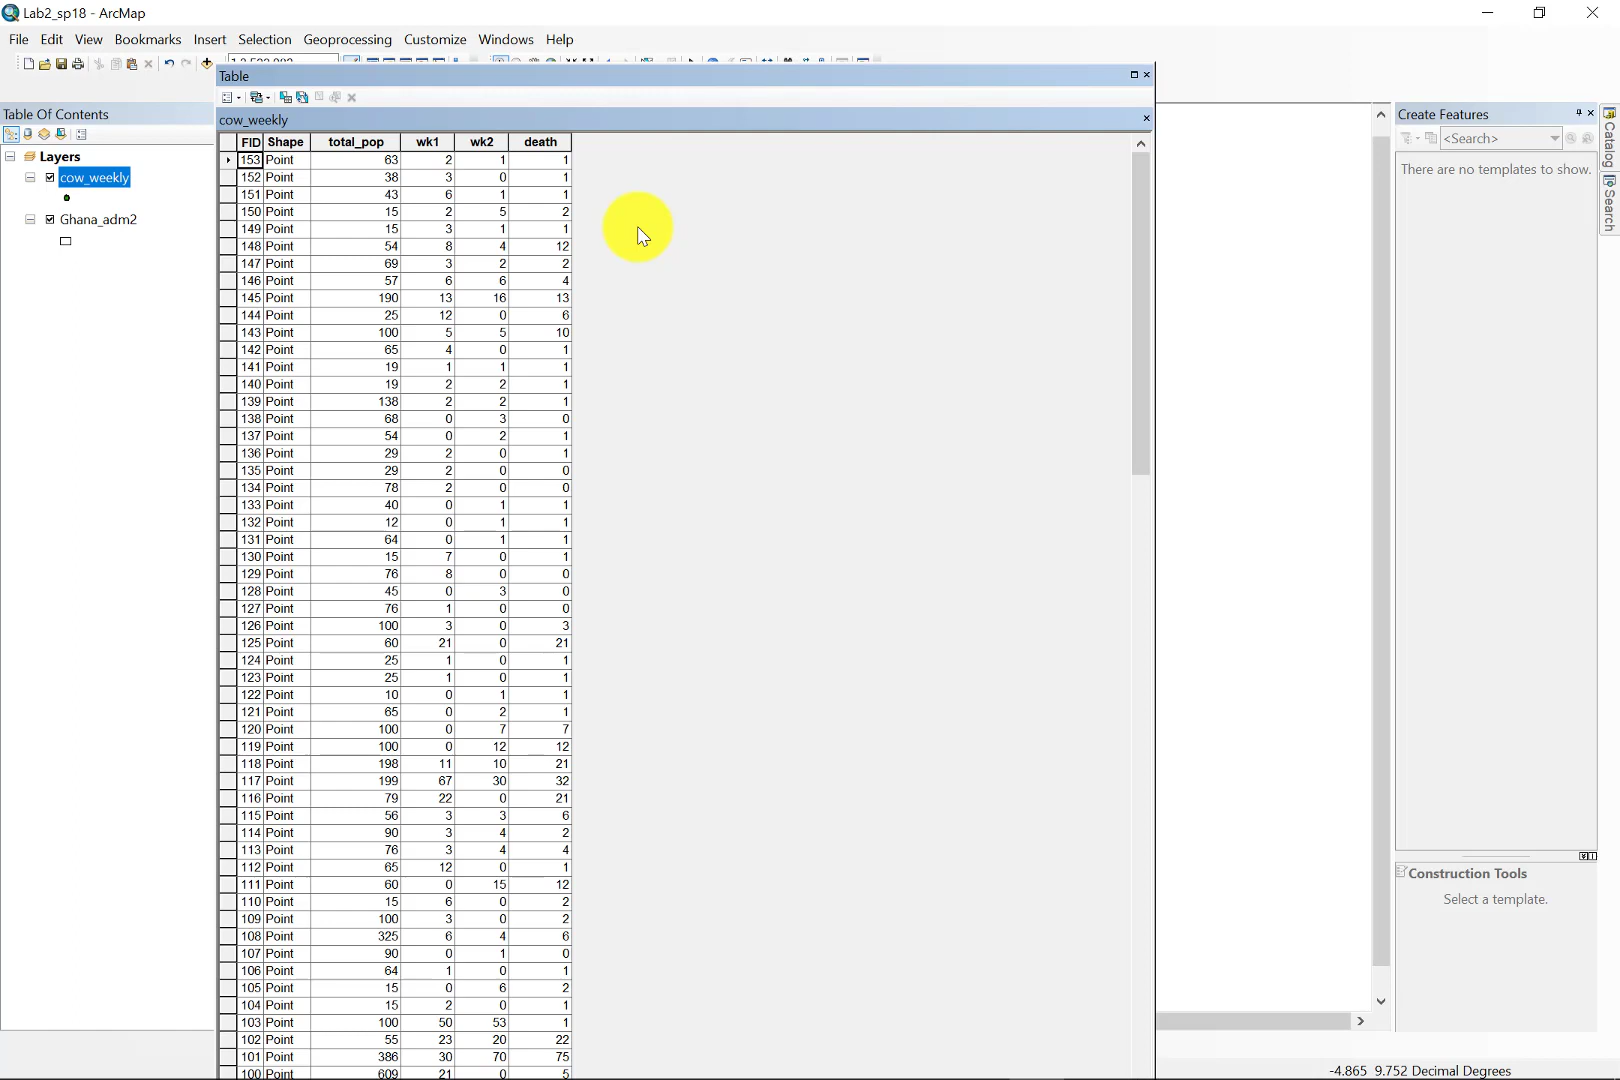 Lab2_sp18 - ArcMap
File Edit View Bookmarks Insert Selection Geoprocessing Customize Windows Help
Table
Table Of Contents
Layers
cow_weekly
Ghana_adm2
cow_weekly
FID Shape total_pop wk1 wk2 death
153 Point 63 2 1 1
152 Point 38 3 0 1
151 Point 43 6 1 1
150 Point 15 2 5 2
149 Point 15 3 1 1
148 Point 54 8 4 12
147 Point 69 3 2 2
146 Point 57 6 6 4
145 Point 190 13 16 13
144 Point 25 12 0 6
143 Point 100 5 5 10
142 Point 65 4 0 1
141 Point 19 1 1 1
140 Point 19 2 2 1
139 Point 138 2 2 1
138 Point 68 0 3 0
137 Point 54 0 2 1
136 Point 29 2 0 1
135 Point 29 2 0 0
134 Point 78 2 0 0
133 Point 40 0 1 1
132 Point 12 0 1 1
131 Point 64 0 1 1
130 Point 15 7 0 1
129 Point 76 8 0 0
128 Point 45 0 3 0
127 Point 76 1 0 0
126 Point 100 3 0 3
125 Point 60 21 0 21
124 Point 25 1 0 1
123 Point 25 1 0 1
122 Point 10 0 1 1
121 Point 65 0 2 1
120 Point 100 0 7 7
119 Point 100 0 12 12
118 Point 198 11 10 21
117 Point 199 67 30 32
116 Point 79 22 0 21
115 Point 56 3 3 6
114 Point 90 3 4 2
113 Point 76 3 4 4
112 Point 65 12 0 1
111 Point 60 0 15 12
110 Point 15 6 0 2
109 Point 100 3 0 2
108 Point 325 6 4 6
107 Point 90 0 1 0
106 Point 64 1 0 1
105 Point 15 0 6 2
104 Point 15 2 0 1
103 Point 100 50 53 1
102 Point 55 23 20 22
101 Point 386 30 70 75
100 Point 609 21 0 5
Create Features
<Search>
There are no templates to show.
Construction Tools
Select a template.
Catalog
Search
-4.865 9.752 Decimal Degrees